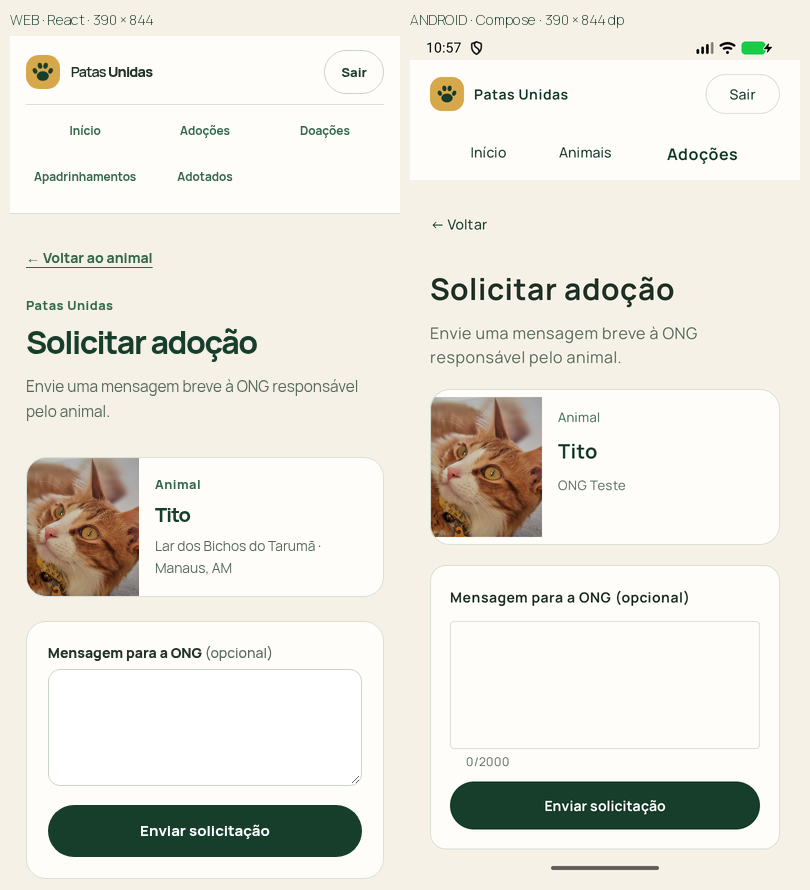 WEB · React · 390 × 844
Patas Unidas
Sair
Início
Adoções
Doações
Apadrinhamentos
Adotados
← Voltar ao animal
Patas Unidas
Solicitar adoção
Envie uma mensagem breve à ONG responsável
pelo animal.
Animal
Tito
Lar dos Bichos do Tarumã ·
Manaus, AM
Mensagem para a ONG (opcional)
Enviar solicitação
ANDROID · Compose · 390 × 844 dp
10:57
Patas Unidas
Sair
Início
Animais
Adoções
← Voltar
Solicitar adoção
Envie uma mensagem breve à ONG
responsável pelo animal.
Animal
Tito
ONG Teste
Mensagem para a ONG (opcional)
0/2000
Enviar solicitação